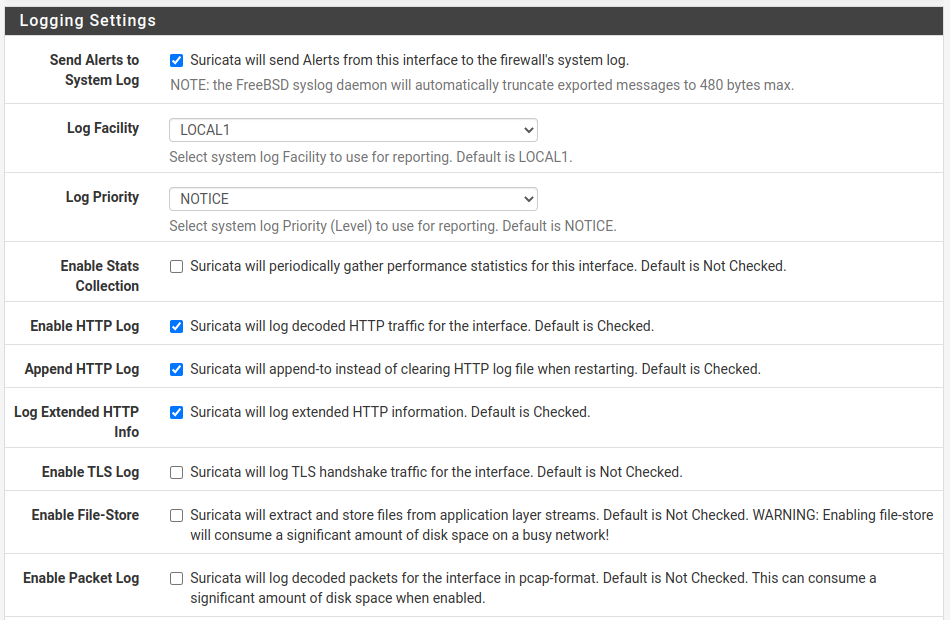 Logging Settings
Send Alerts to
System Log
Suricata will send Alerts from this interface to the firewall's system log.
NOTE: the FreeBSD syslog daemon will automatically truncate exported messages to 480 bytes max.
Log Facility
LOCAL1
Select system log Facility to use for reporting. Default is LOCAL1.
Log Priority
NOTICE
Select system log Priority (Level) to use for reporting. Default is NOTICE.
Enable Stats
Collection
Suricata will periodically gather performance statistics for this interface. Default is Not Checked.
Enable HTTP Log
Suricata will log decoded HTTP traffic for the interface. Default is Checked.
Append HTTP Log
Suricata will append-to instead of clearing HTTP log file when restarting. Default is Checked.
Log Extended HTTP
Info
Suricata will log extended HTTP information. Default is Checked.
Enable TLS Log
Suricata will log TLS handshake traffic for the interface. Default is Not Checked.
Enable File-Store
Suricata will extract and store files from application layer streams. Default is Not Checked. WARNING: Enabling file-store
will consume a significant amount of disk space on a busy network!
Enable Packet Log
Suricata will log decoded packets for the interface in pcap-format. Default is Not Checked. This can consume a
significant amount of disk space when enabled.